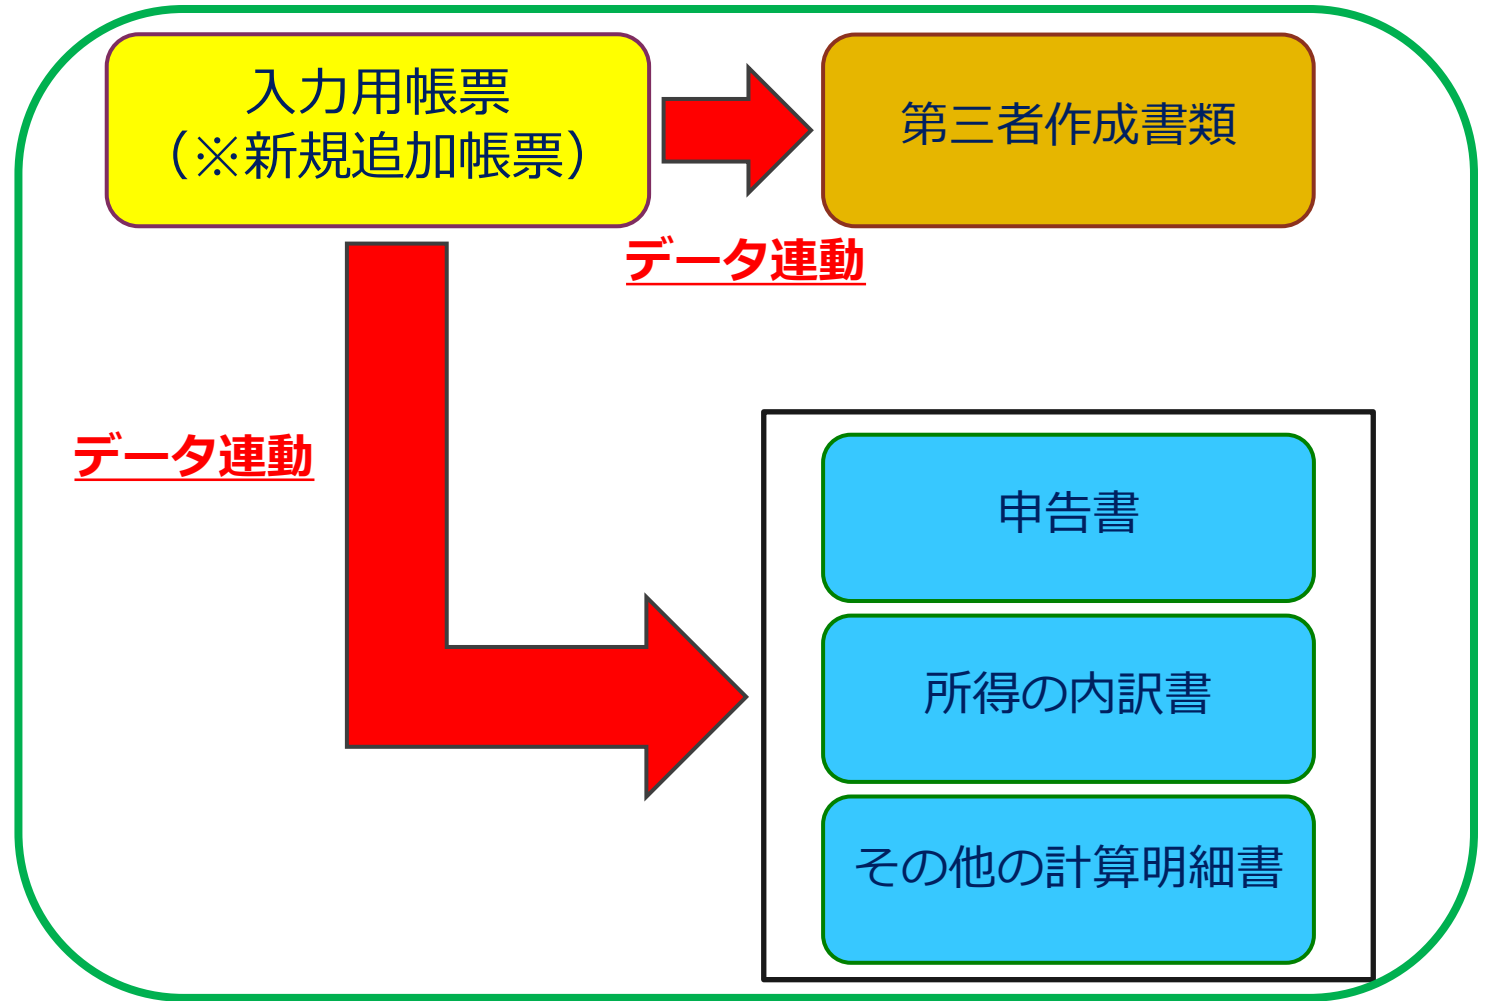 入力用帳票
（※新規追加帳票）
第三者作成書類
データ連動
データ連動
申告書
所得の内訳書
その他の計算明細書